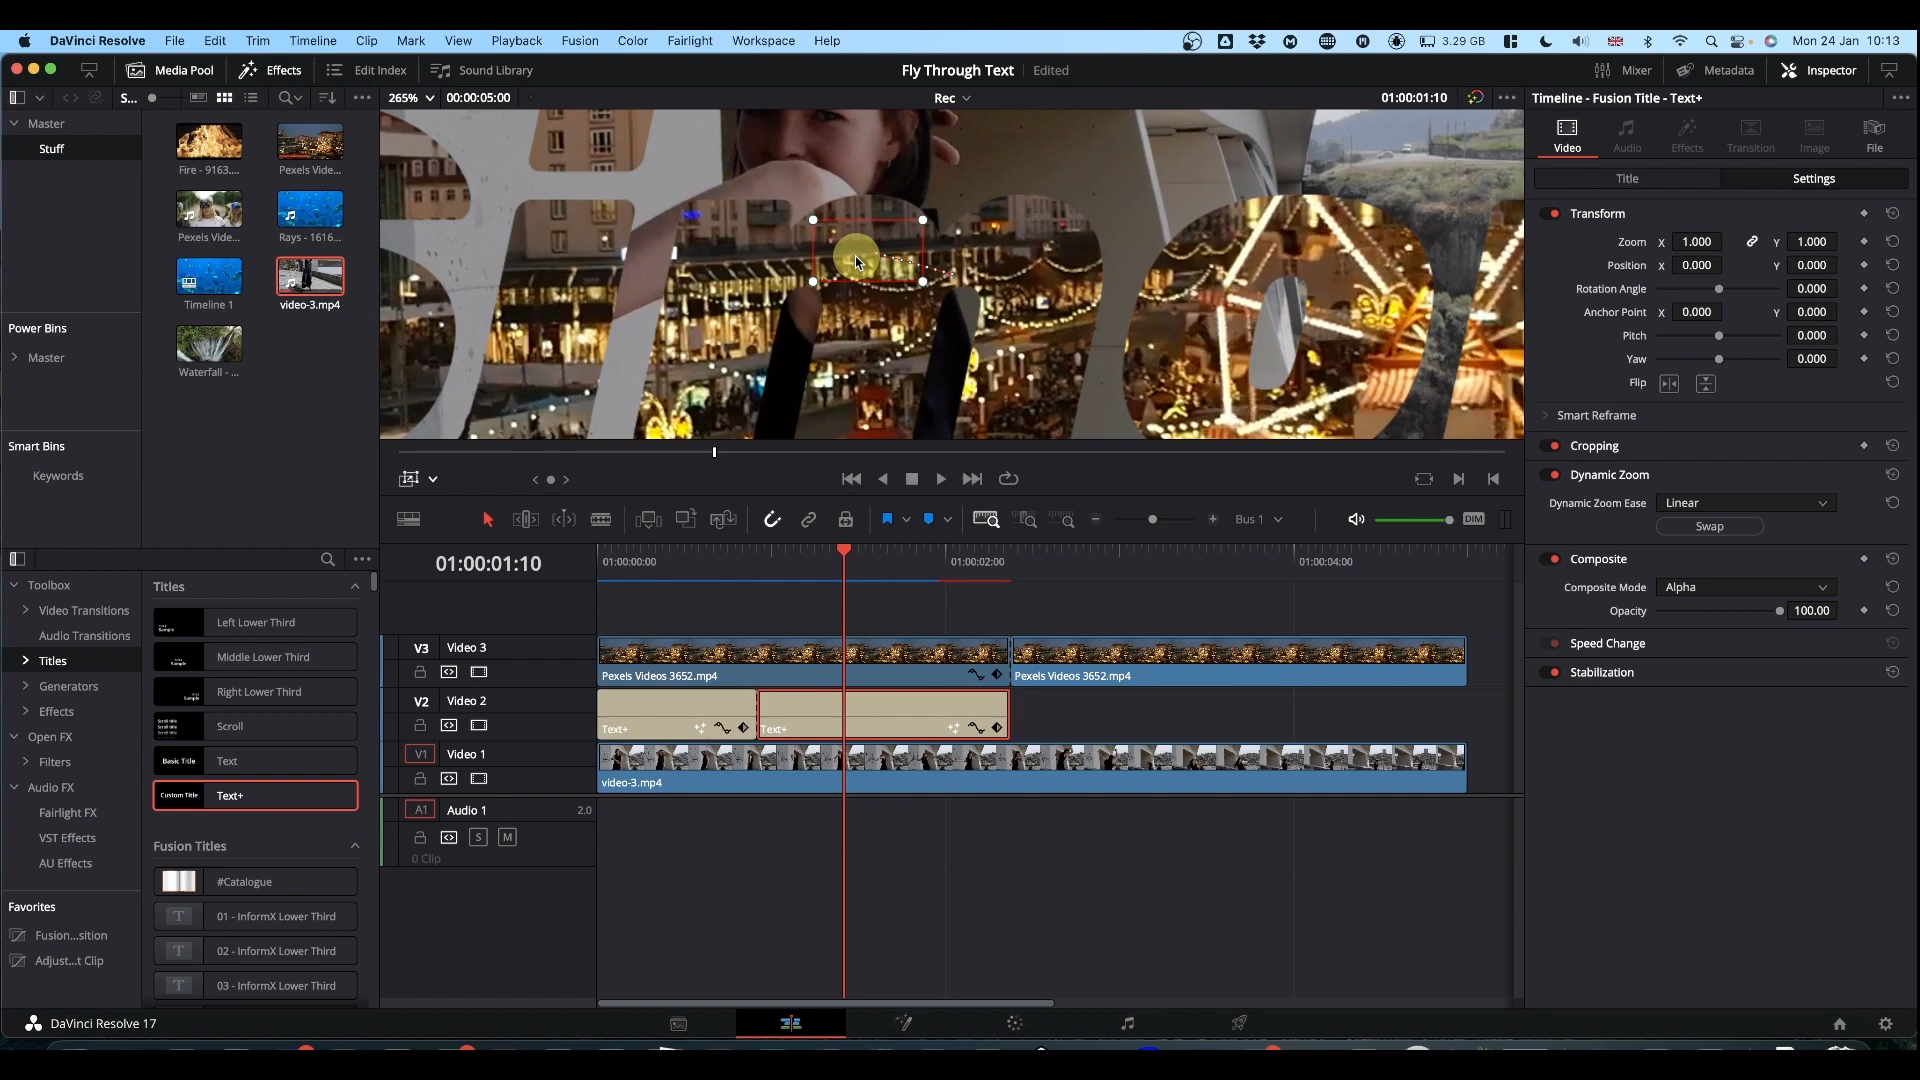 DaVinci Resolve File Edit Trim Timeline Clip Mark View Playback Fusion Color Fairlight Workspace Help 3.29 GB Mon 24 Jan 10:13
Media Pool Effects Edit Index Sound Library Fly Through Text Edited Mixer Metadata Inspector
S... 265% 00:00:05:00 Rec 01:00:01:10 Timeline - Fusion Title - Text+
Master
Stuff
Fire - 9163.... Pexels Vide...
Pexels Vide... Rays - 1616...
Timeline 1 video-3.mp4
Waterfall - ...
Power Bins
Master
Smart Bins
Keywords
Video Audio Effects Transition Image File
Title Settings
Transform
Zoom X 1.000 Y 1.000
Position X 0.000 Y 0.000
Rotation Angle 0.000
Anchor Point X 0.000 Y 0.000
Pitch 0.000
Yaw 0.000
Flip
Smart Reframe
Cropping
Dynamic Zoom
Dynamic Zoom Ease Linear
Swap
Composite
Composite Mode Alpha
Opacity 100.00
Speed Change
Stabilization
Bus 1 DIM
Toolbox
Video Transitions
Audio Transitions
Titles
Generators
Effects
Open FX
Filters
Audio FX
Fairlight FX
VST Effects
AU Effects
Favorites
Fusion...sition
Adjust...t Clip
Titles
Left Lower Third
Middle Lower Third
Right Lower Third
Scroll
Basic Title Text
Custom Title Text+
Fusion Titles
#Catalogue
T 01 - InformX Lower Third
T 02 - InformX Lower Third
T 03 - InformX Lower Third
01:00:01:10 01:00:00:00 01:00:02:00 01:00:04:00
V3 Video 3
Pexels Videos 3652.mp4 Pexels Videos 3652.mp4
V2 Video 2
Text+ Text+
V1 Video 1
video-3.mp4
A1 Audio 1 2.0
S M
0 Clip
DaVinci Resolve 17